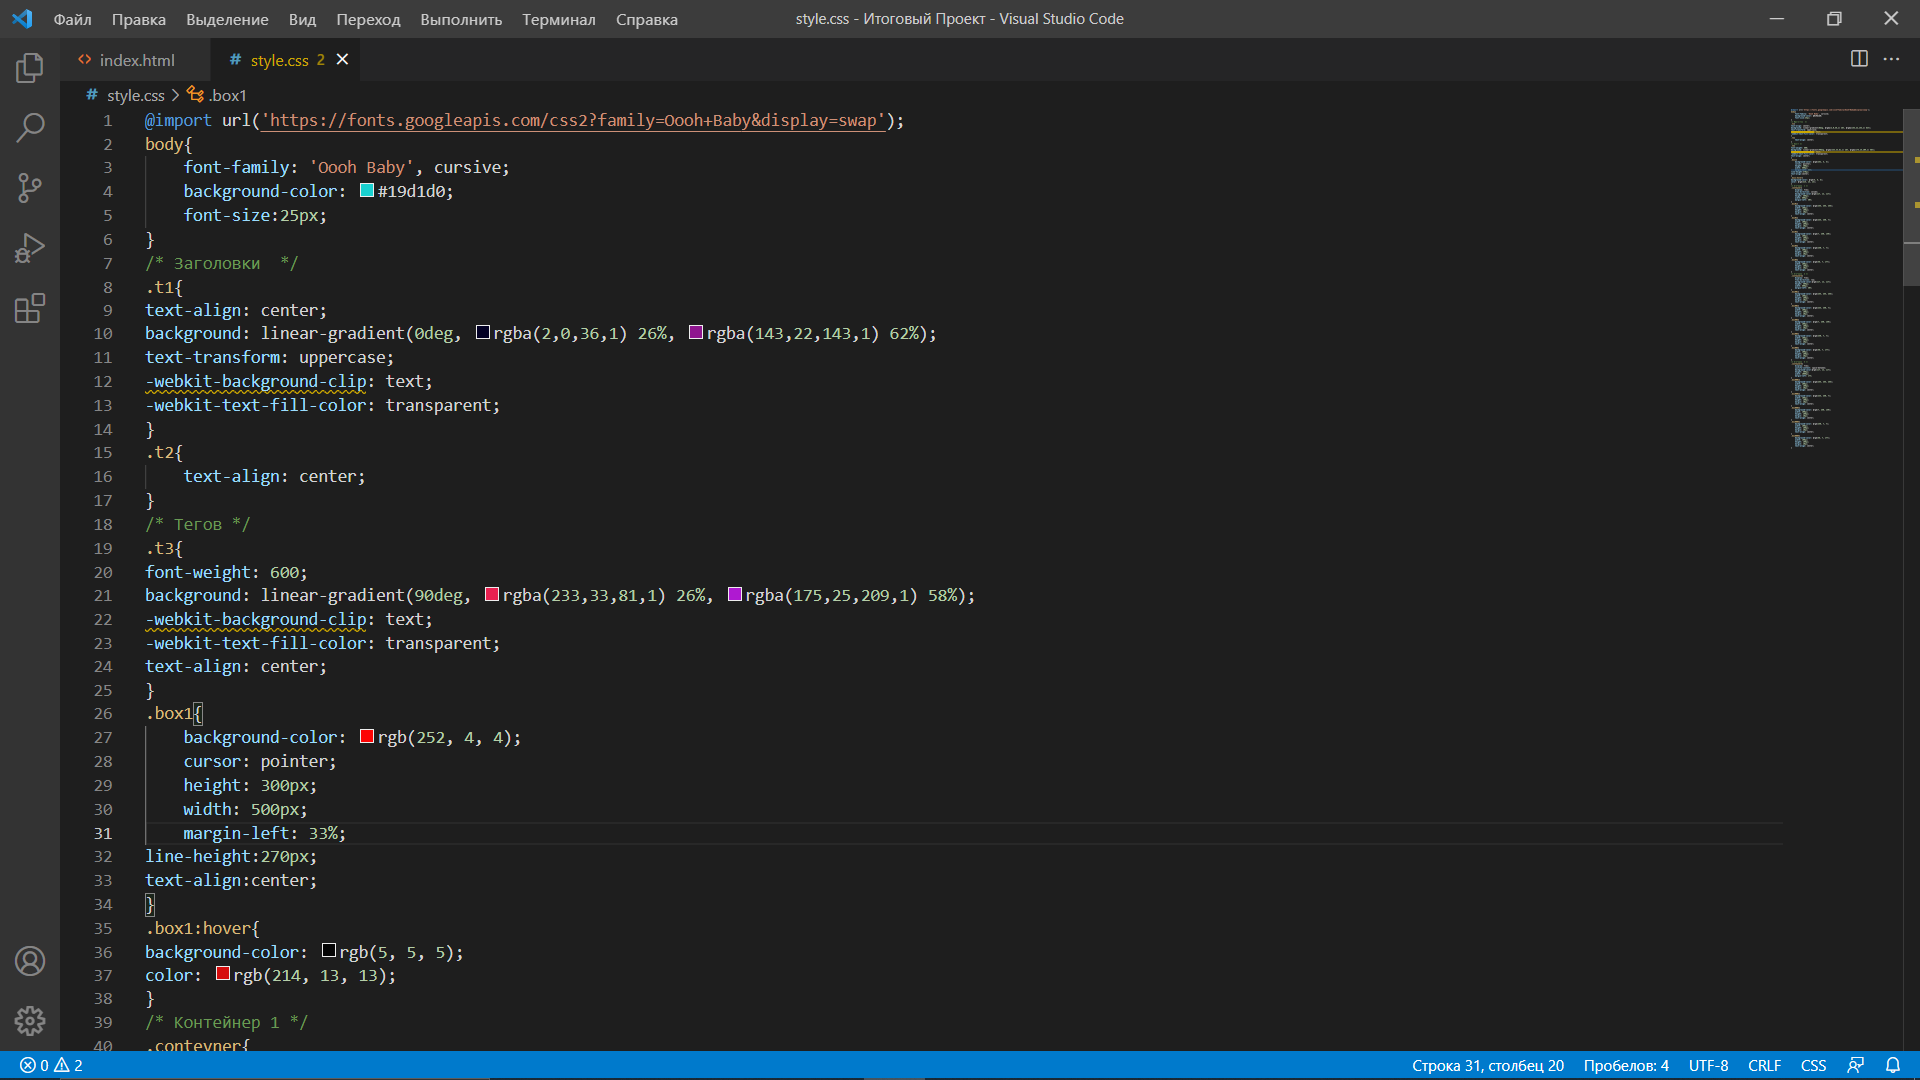 Файл Правка Выделение Вид Переход Выполнить Терминал Справка style.css - Итоговый Проект - Visual Studio Code
index.html # style.css 2
# style.css > .box1
1 @import url('https://fonts.googleapis.com/css2?family=Oooh+Baby&display=swap');
2 body{
3 font-family: 'Oooh Baby', cursive;
4 background-color: #19d1d0;
5 font-size:25px;
6 }
7 /* Заголовки  */
8 .t1{
9 text-align: center;
10 background: linear-gradient(0deg, rgba(2,0,36,1) 26%, rgba(143,22,143,1) 62%);
11 text-transform: uppercase;
12 -webkit-background-clip: text;
13 -webkit-text-fill-color: transparent;
14 }
15 .t2{
16 text-align: center;
17 }
18 /* Тегов */
19 .t3{
20 font-weight: 600;
21 background: linear-gradient(90deg, rgba(233,33,81,1) 26%, rgba(175,25,209,1) 58%);
22 -webkit-background-clip: text;
23 -webkit-text-fill-color: transparent;
24 text-align: center;
25 }
26 .box1{
27 background-color: rgb(252, 4, 4);
28 cursor: pointer;
29 height: 300px;
30 width: 500px;
31 margin-left: 33%;
32 line-height:270px;
33 text-align:center;
34 }
35 .box1:hover{
36 background-color: rgb(5, 5, 5);
37 color: rgb(214, 13, 13);
38 }
39 /* Контейнер 1 */
40 .conteyner{
0 2 Строка 31, столбец 20 Пробелов: 4 UTF-8 CRLF CSS